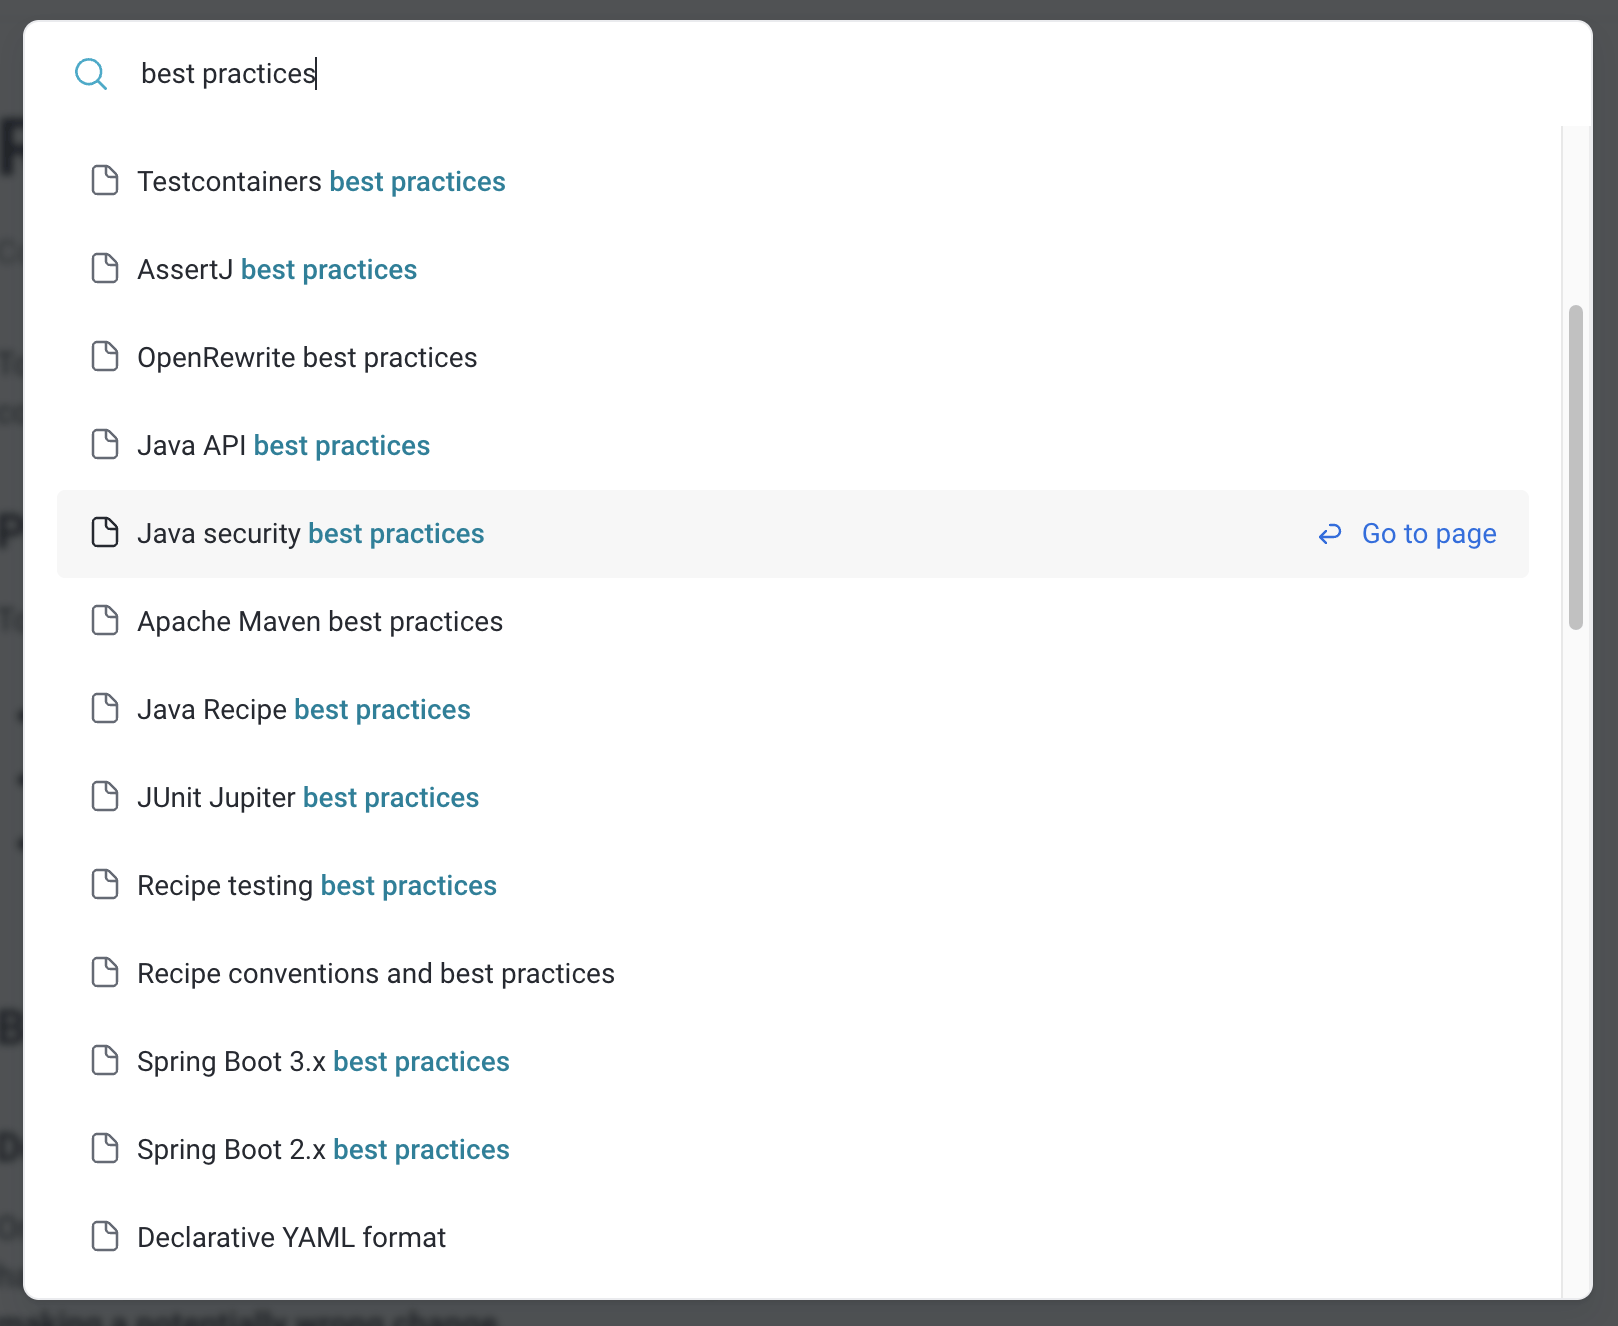 best practices
Testcontainers best practices
AssertJ best practices
OpenRewrite best practices
Java API best practices
Java security best practices
Go to page
Apache Maven best practices
Java Recipe best practices
JUnit Jupiter best practices
Recipe testing best practices
Recipe conventions and best practices
Spring Boot 3.x best practices
Spring Boot 2.x best practices
Declarative YAML format